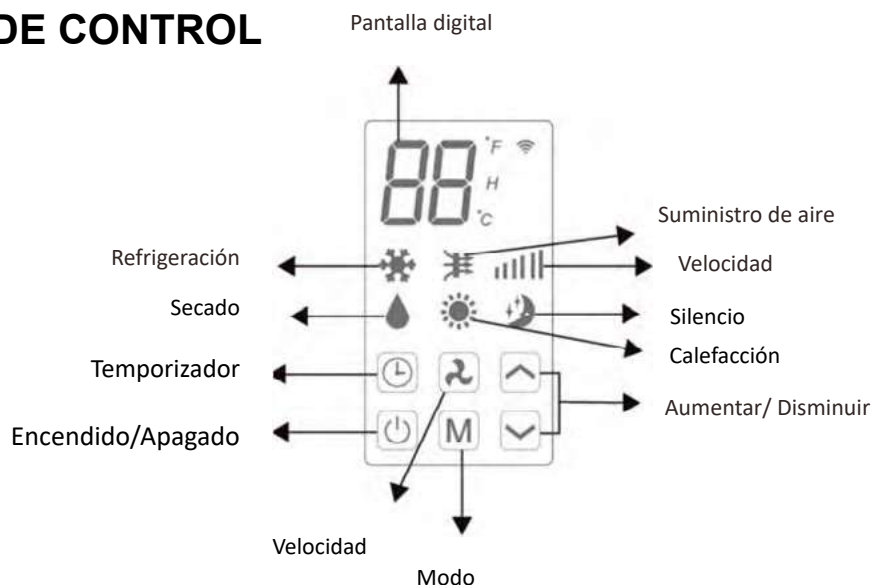 DE CONTROL
Pantalla digital
88 °F
H
°C
Suministro de aire
Refrigeración
Velocidad
Secado
Silencio
Calefacción
Temporizador
Aumentar/ Disminuir
Encendido/Apagado
M
Velocidad
Modo